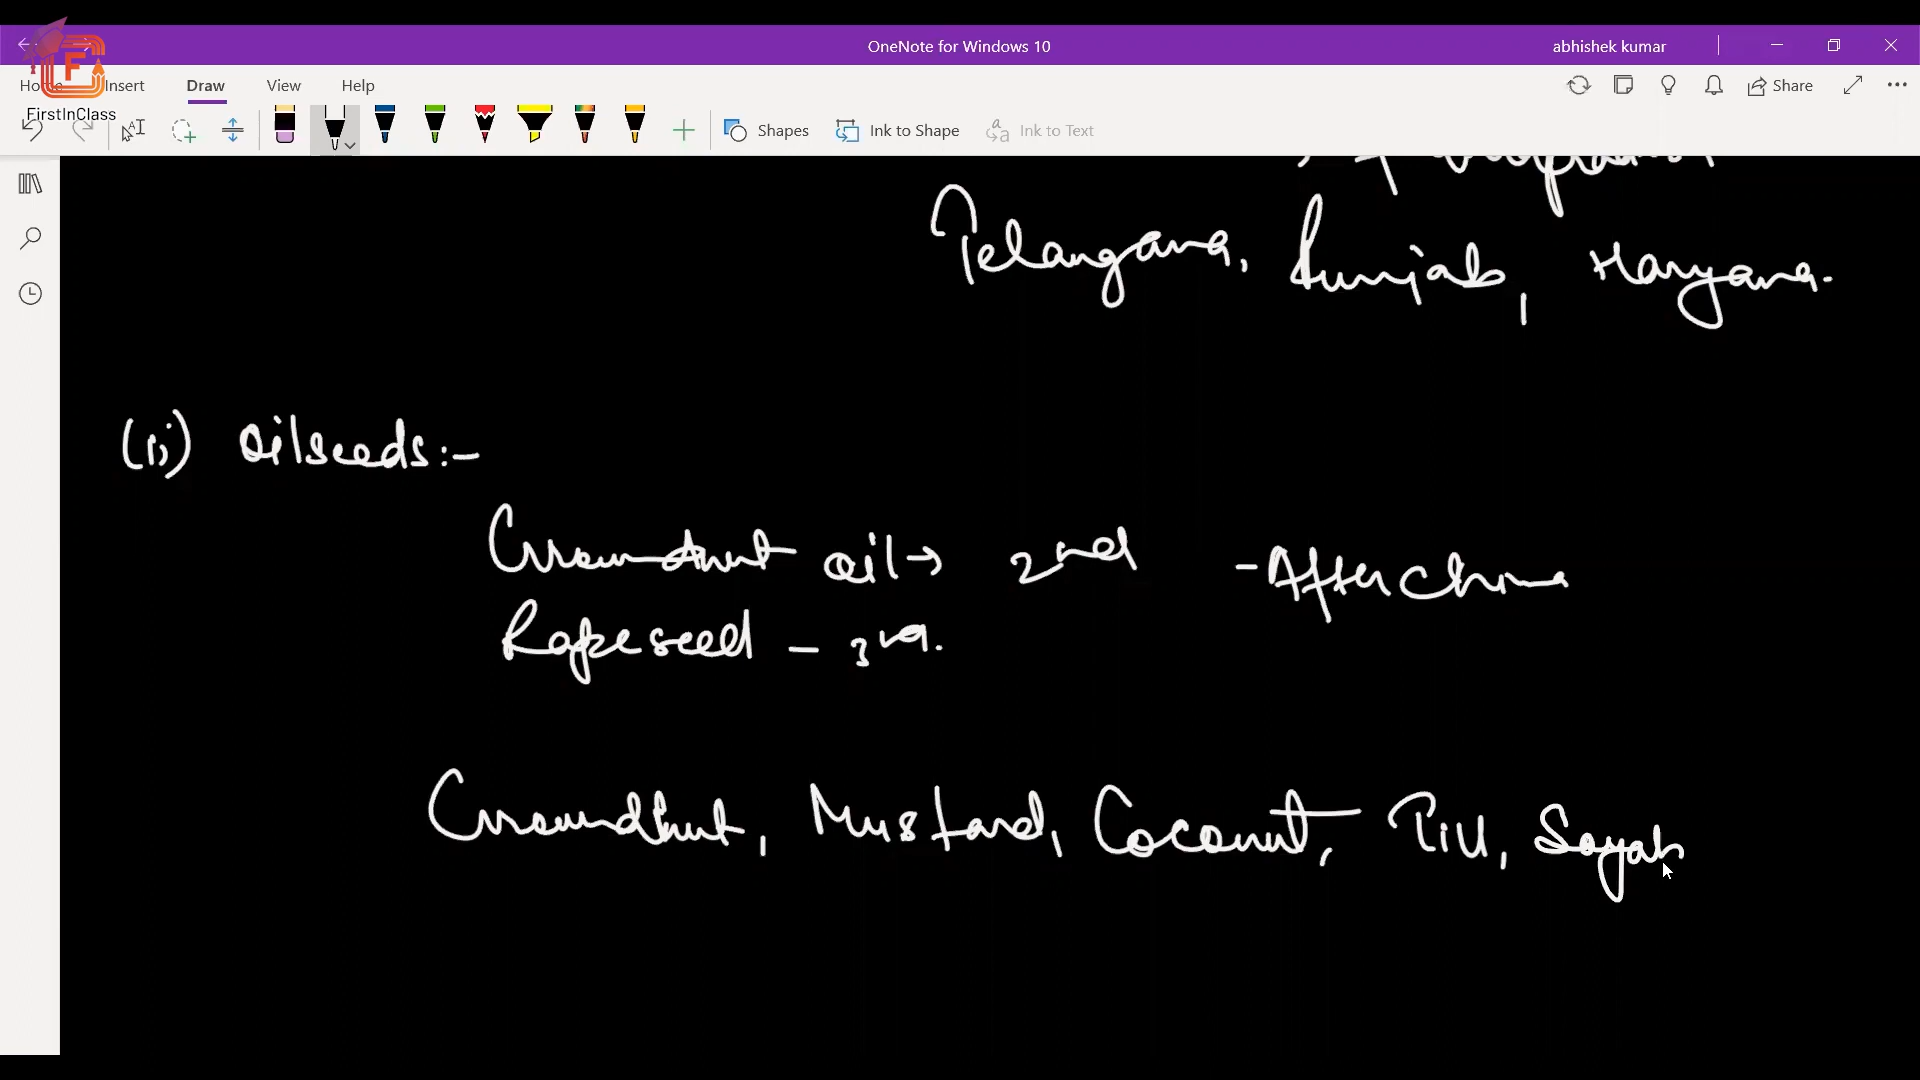 OneNote for Windows 10
abhishek kumar
Home Insert Draw View Help
Share
FirstInClass
Shapes Ink to Shape Ink to Text
Telangana, Punjab, Haryana.
(ii) Oilseeds:-
Groundnut oil → 2nd - After China
Rapeseed - 3rd.
Groundnut, Mustard, Coconut, Till, Soyab